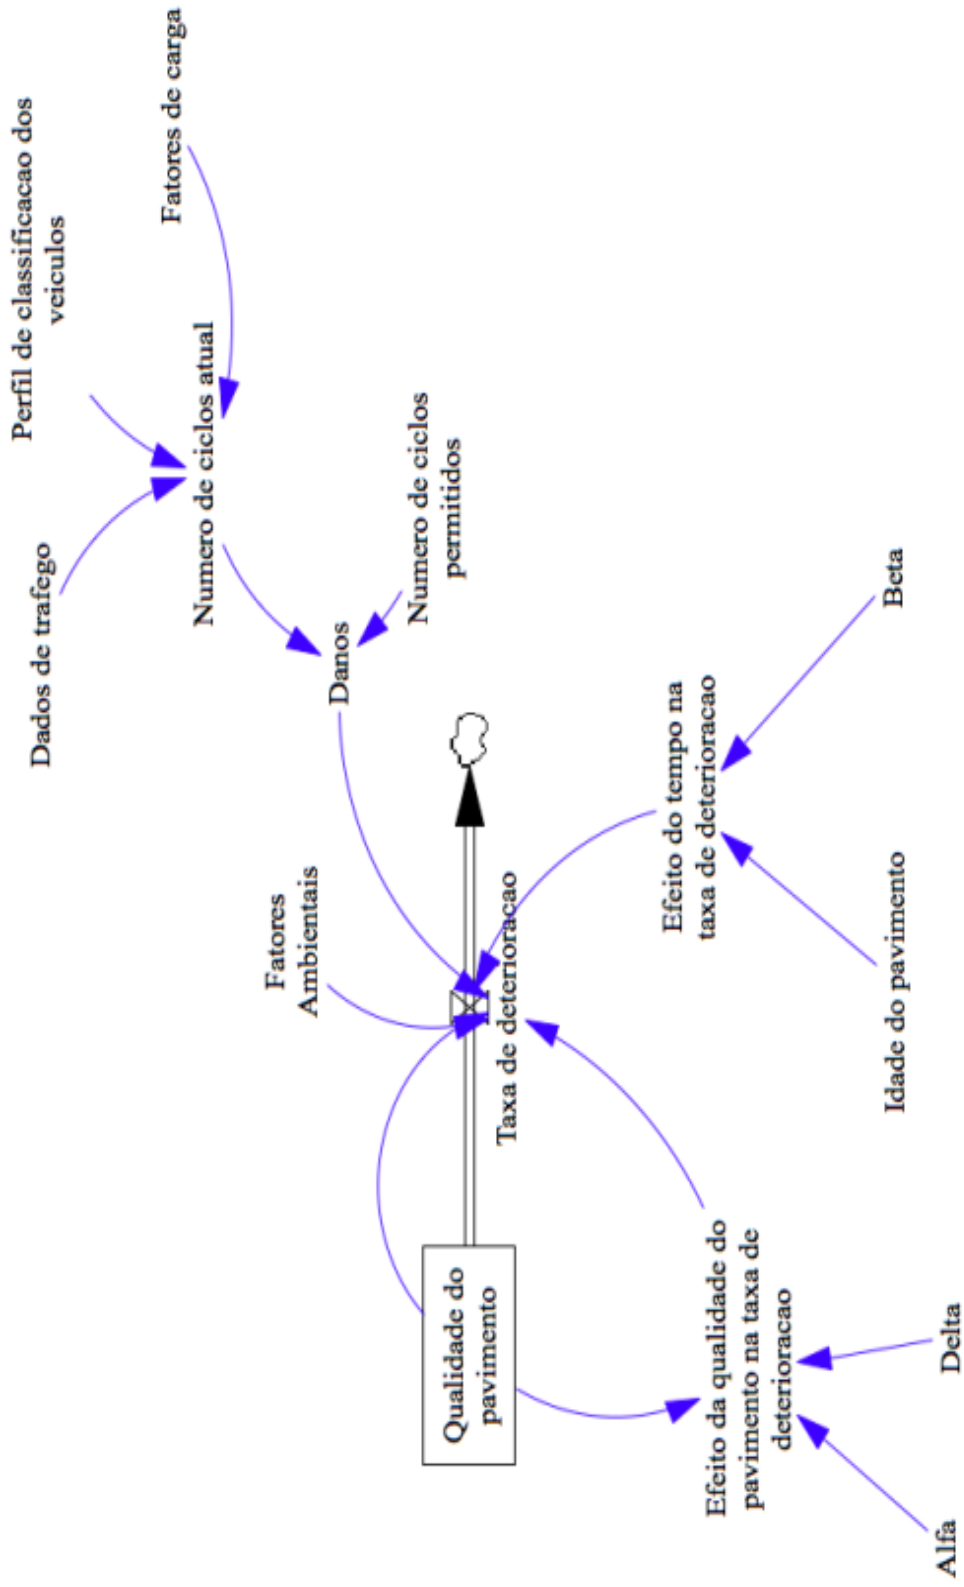 Perfil de classificacao dos
veiculos
Dados de trafego
Fatores de carga
Numero de ciclos atual
Fatores
Ambientais
Danos
Numero de ciclos
permitidos
Qualidade do
pavimento
Taxa de deterioracao
Efeito do tempo na
taxa de deterioracao
Efeito da qualidade do
pavimento na taxa de
deterioracao
Idade do pavimento
Beta
Alfa
Delta